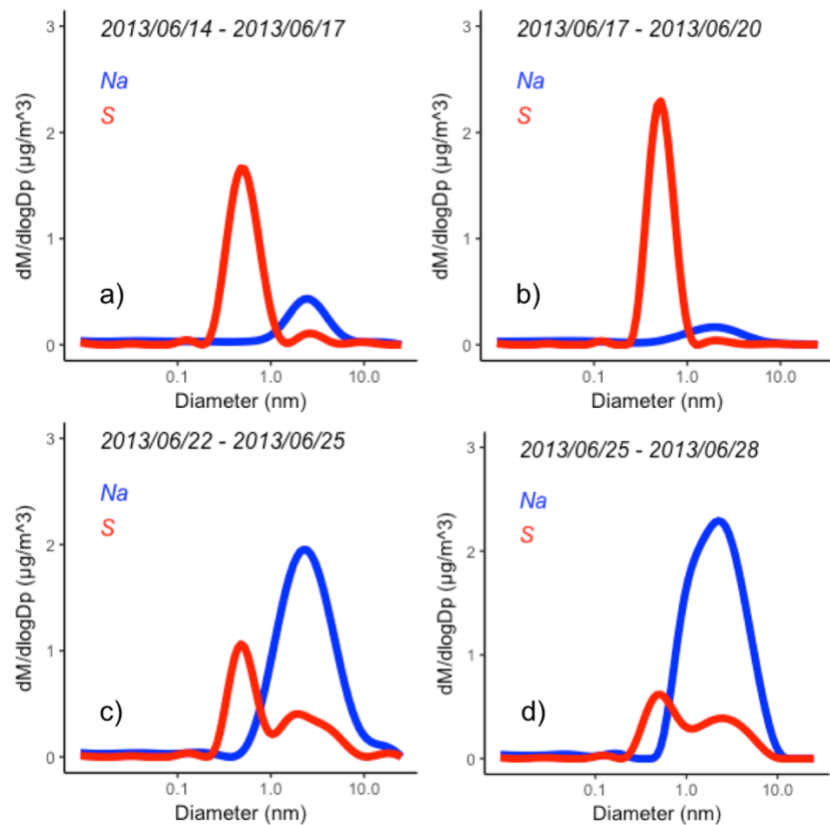 2013/06/14 - 2013/06/17
Na
S
a)
3
2
1
0
0.1 1.0 10.0
dM/dlogDp (µg/m^3)
Diameter (nm)
2013/06/17 - 2013/06/20
Na
S
b)
3
2
1
0
0.1 1.0 10.0
dM/dlogDp (µg/m^3)
Diameter (nm)
2013/06/22 - 2013/06/25
Na
S
c)
3
2
1
0
0.1 1.0 10.0
dM/dlogDp (µg/m^3)
Diameter (nm)
2013/06/25 - 2013/06/28
Na
S
d)
3
2
1
0
0.1 1.0 10.0
dM/dlogDp (µg/m^3)
Diameter (nm)